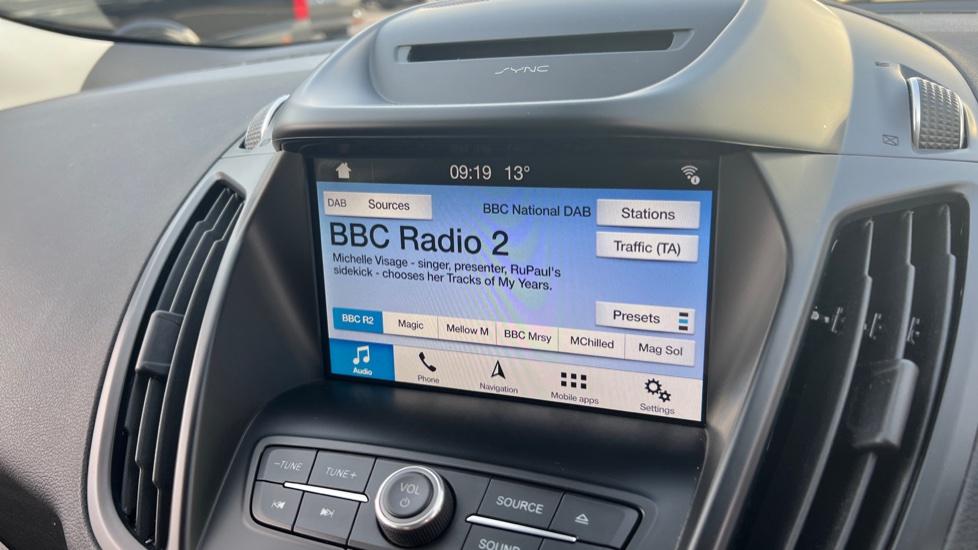 SYNC
09:19 13°
DAB Sources
BBC National DAB
Stations
BBC Radio 2
Traffic (TA)
Michelle Visage - singer, presenter, RuPaul's
sidekick - chooses her Tracks of My Years.
Presets
BBC R2 Magic Mellow M BBC Mrsy MChilled Mag Sol
Audio Phone Navigation Mobile apps Settings
-TUNE TUNE+
VOL
SOURCE
SOUND